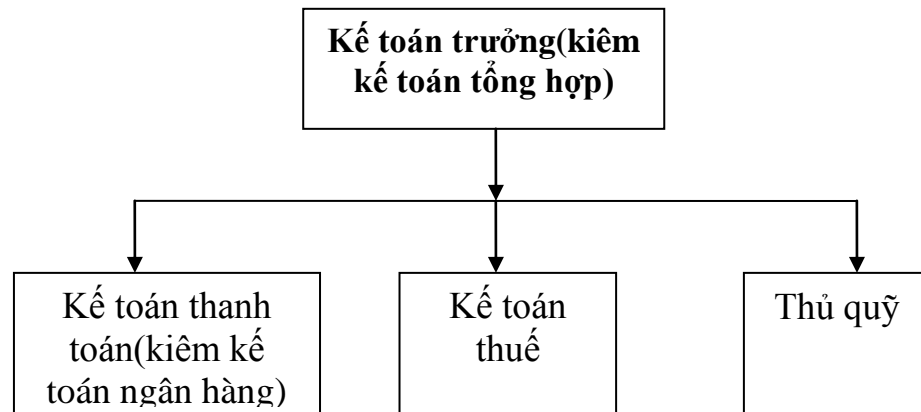 Kế toán trưởng(kiêm
kế toán tổng hợp)
Kế toán thanh
toán(kiêm kế
toán ngân hàng)
Kế toán
thuế
Thủ quỹ